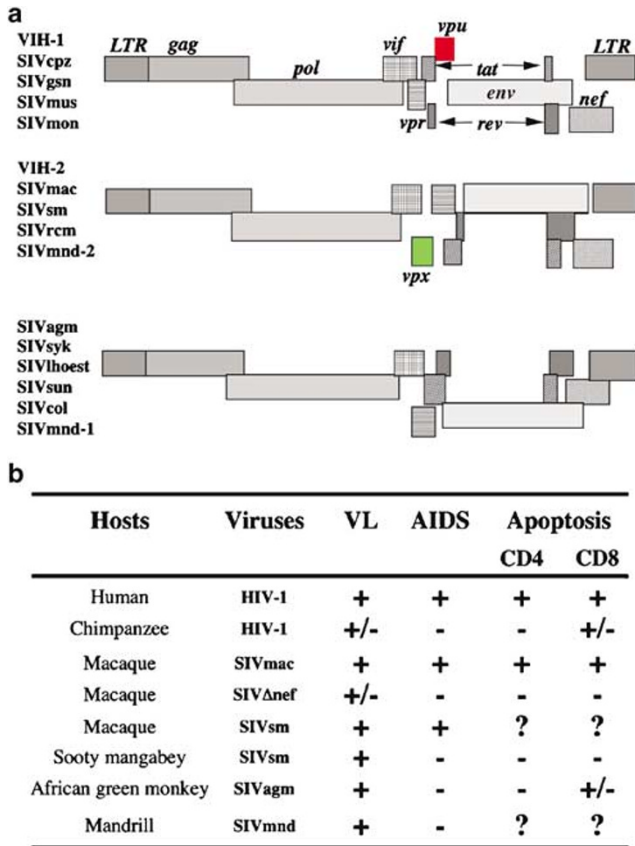 a
vpu
VIH-1 LTR gag vif LTR
SIVcpz
SIVgsn pol tat
SIVmus env nef
SIVmon vpr rev
VIH-2
SIVmac
SIVsm
SIVrcm
SIVmnd-2
vpx
SIVagm
SIVsyk
SIVlhoest
SIVsun
SIVcol
SIVmnd-1
b
Hosts Viruses VL AIDS Apoptosis
CD4 CD8
Human HIV-1 + + + +
Chimpanzee HIV-1 +/- - - +/-
Macaque SIVmac + + + +
Macaque SIVΔnef +/- - - -
Macaque SIVsm + + ? ?
Sooty mangabey SIVsm + - - -
African green monkey SIVagm + - - +/-
Mandrill SIVmnd + - ? ?